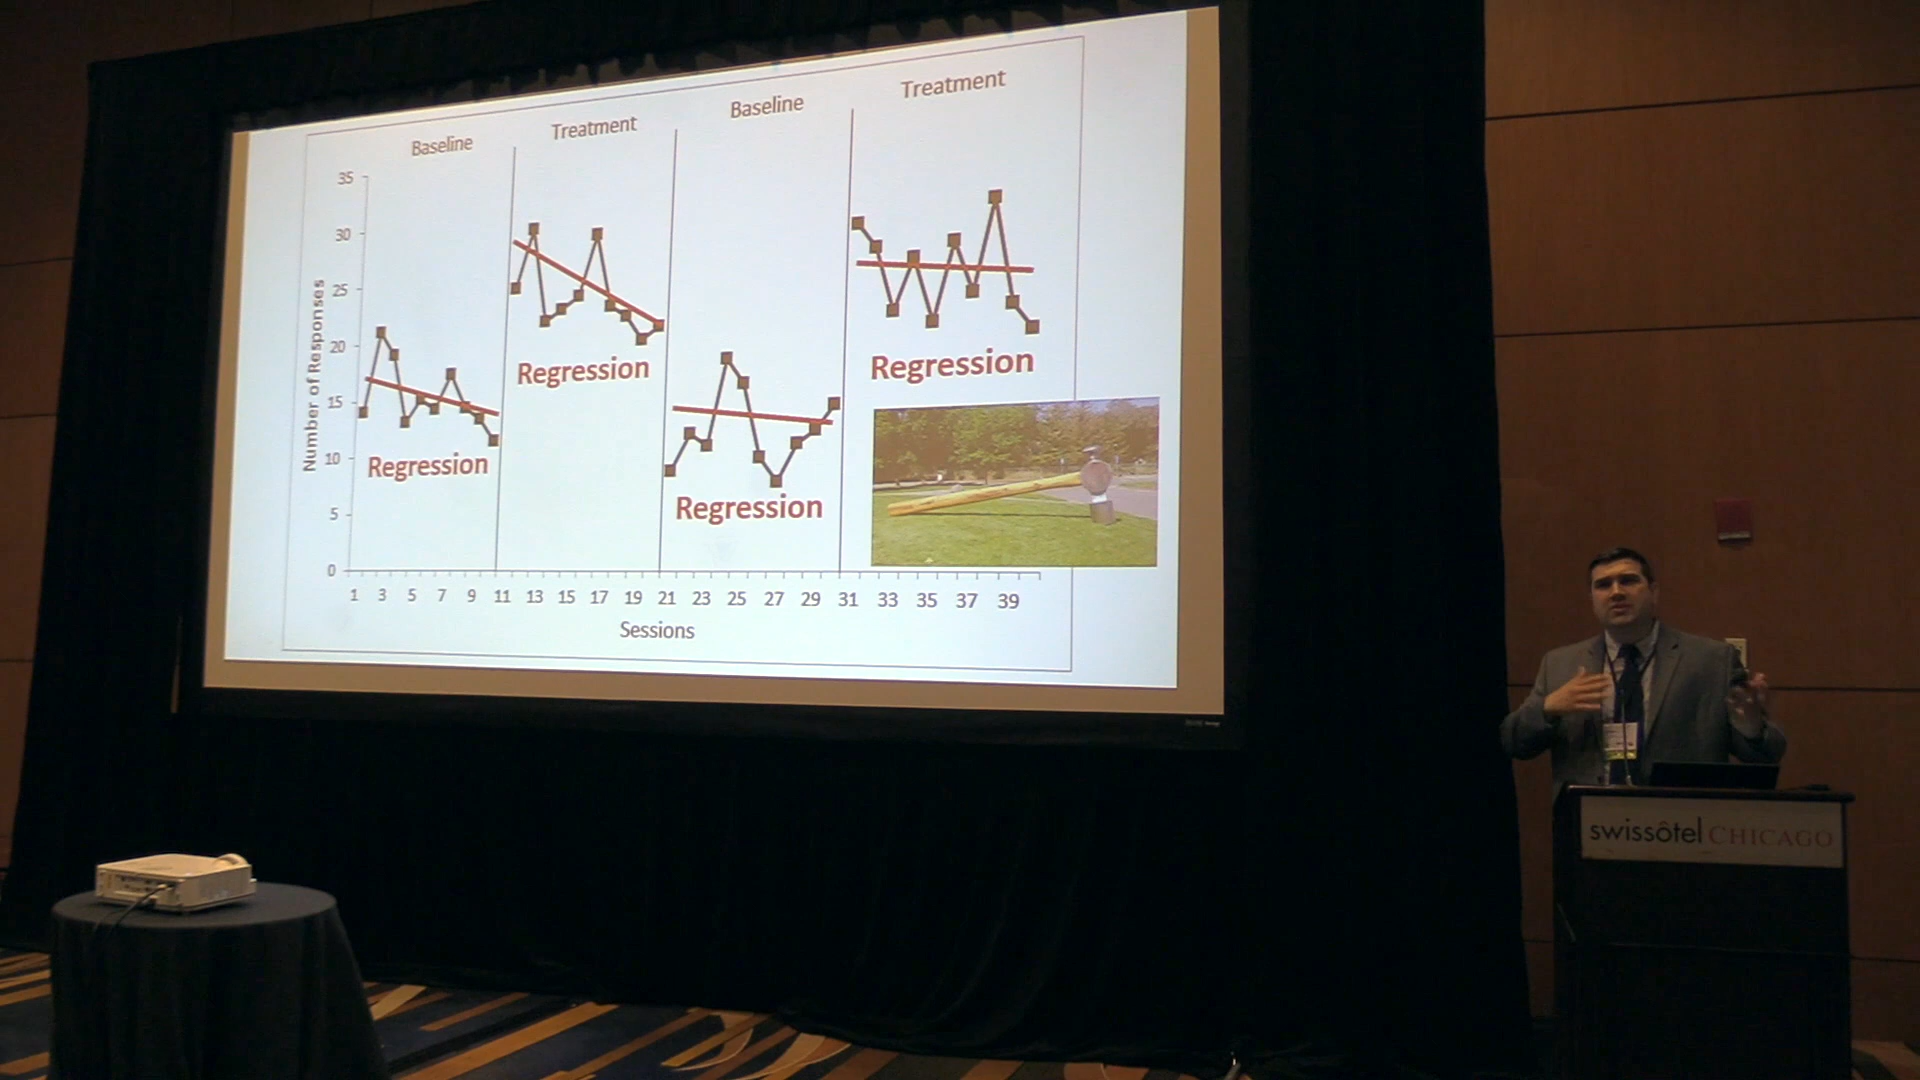 Baseline
Treatment
Baseline
Treatment
35
30
25
20
15
10
5
0
Number of Responses
Regression
Regression
Regression
Regression
1 3 5 7 9 11 13 15 17 19 21 23 25 27 29 31 33 35 37 39
Sessions
swissôtel CHICAGO